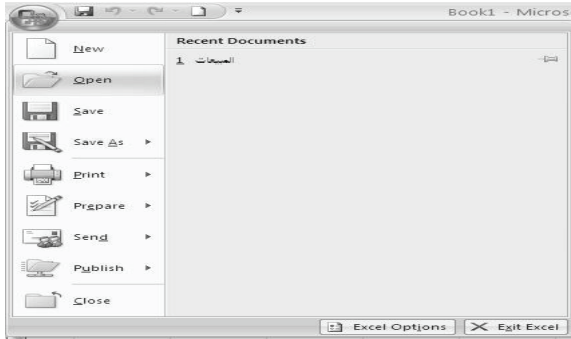 Book1 - Micros
New
Open
Save
Save As
Print
Prepare
Send
Publish
Close
Recent Documents
1 المبيعات
Excel Options
Exit Excel